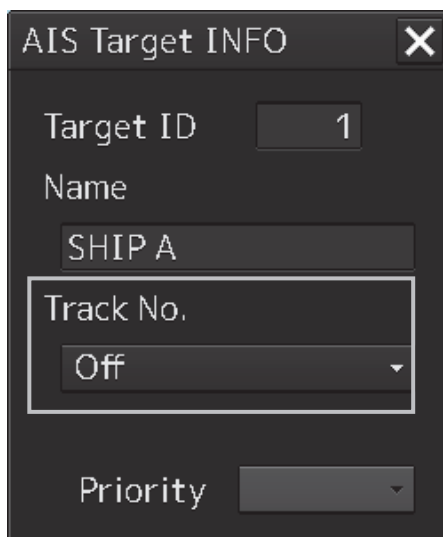 AIS Target INFO
Target ID 1
Name
SHIP A
Track No.
Off
Priority